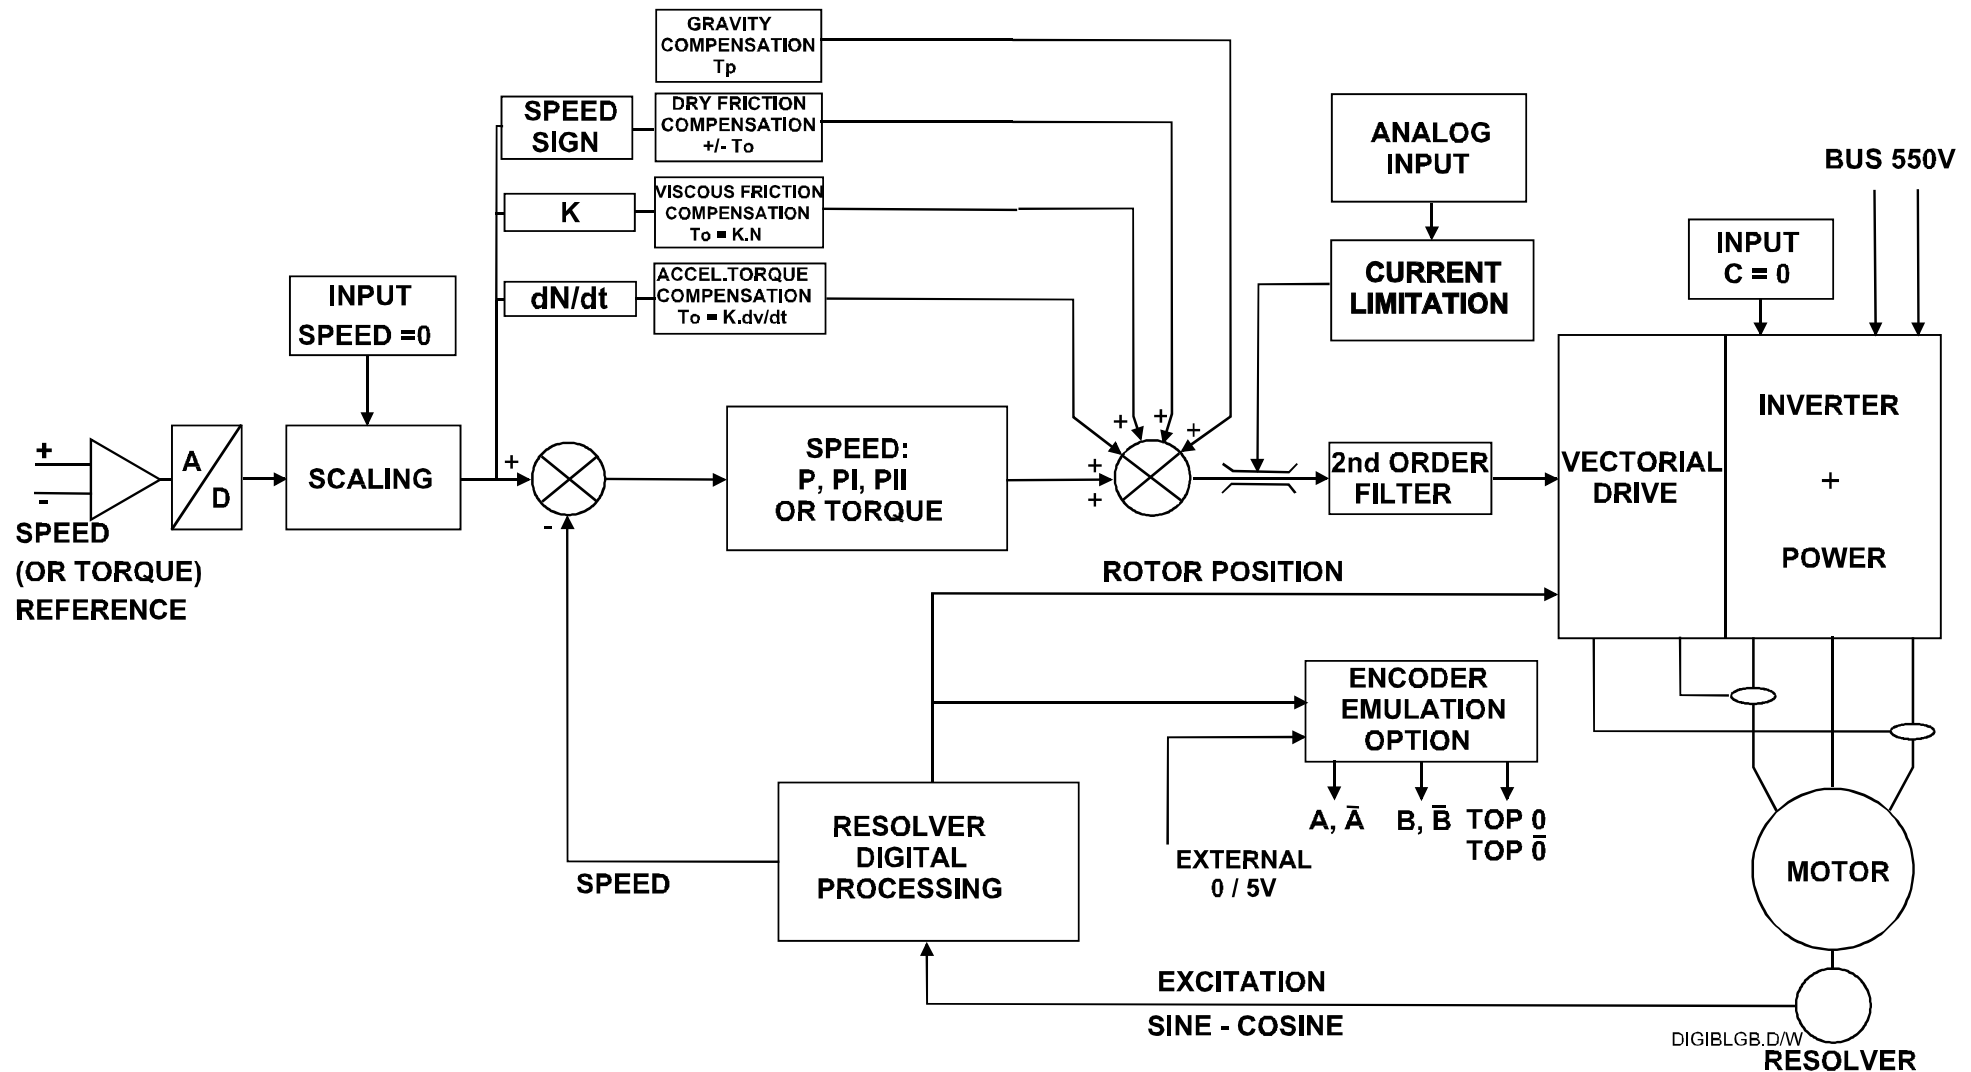 GRAVITY
COMPENSATION
Tp
SPEED
SIGN
DRY FRICTION
COMPENSATION
+/- To
K
VISCOUS FRICTION
COMPENSATION
To = K.N
dN/dt
ACCEL.TORQUE
COMPENSATION
To = K.dv/dt
ANALOG
INPUT
CURRENT
LIMITATION
BUS 550V
INPUT
C = 0
INPUT
SPEED =0
+
-
A
D
SCALING
SPEED
(OR TORQUE)
REFERENCE
+
-
SPEED:
P, PI, PII
OR TORQUE
+
+
+
+
+
2nd ORDER
FILTER
VECTORIAL
DRIVE
INVERTER
+
POWER
ROTOR POSITION
ENCODER
EMULATION
OPTION
A, A̅
B, B̅
TOP 0
TOP 0̅
EXTERNAL
0 / 5V
RESOLVER
DIGITAL
PROCESSING
SPEED
MOTOR
EXCITATION
SINE - COSINE
DIGIBLGB.D/W
RESOLVER